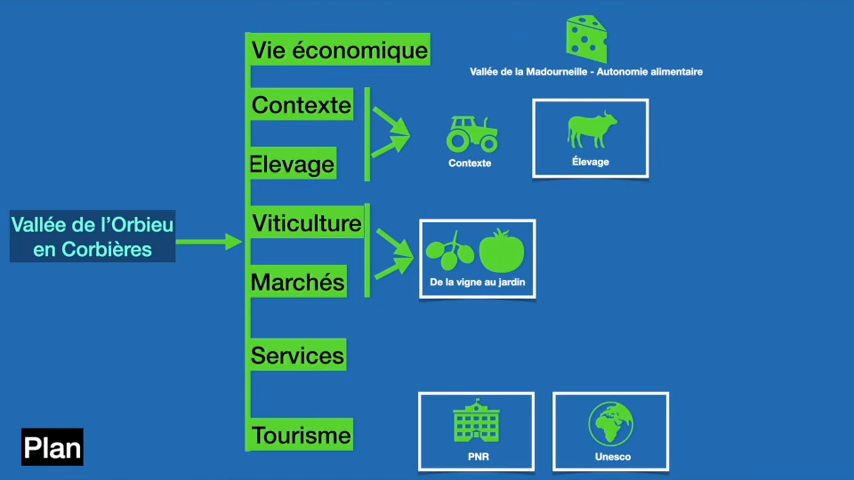 Vie économique
Vallée de la Madourneille - Autonomie alimentaire
Contexte
Elevage
Contexte
Élevage
Vallée de l'Orbieu
en Corbières
Viticulture
Marchés
De la vigne au jardin
Services
Tourisme
PNR
Unesco
Plan